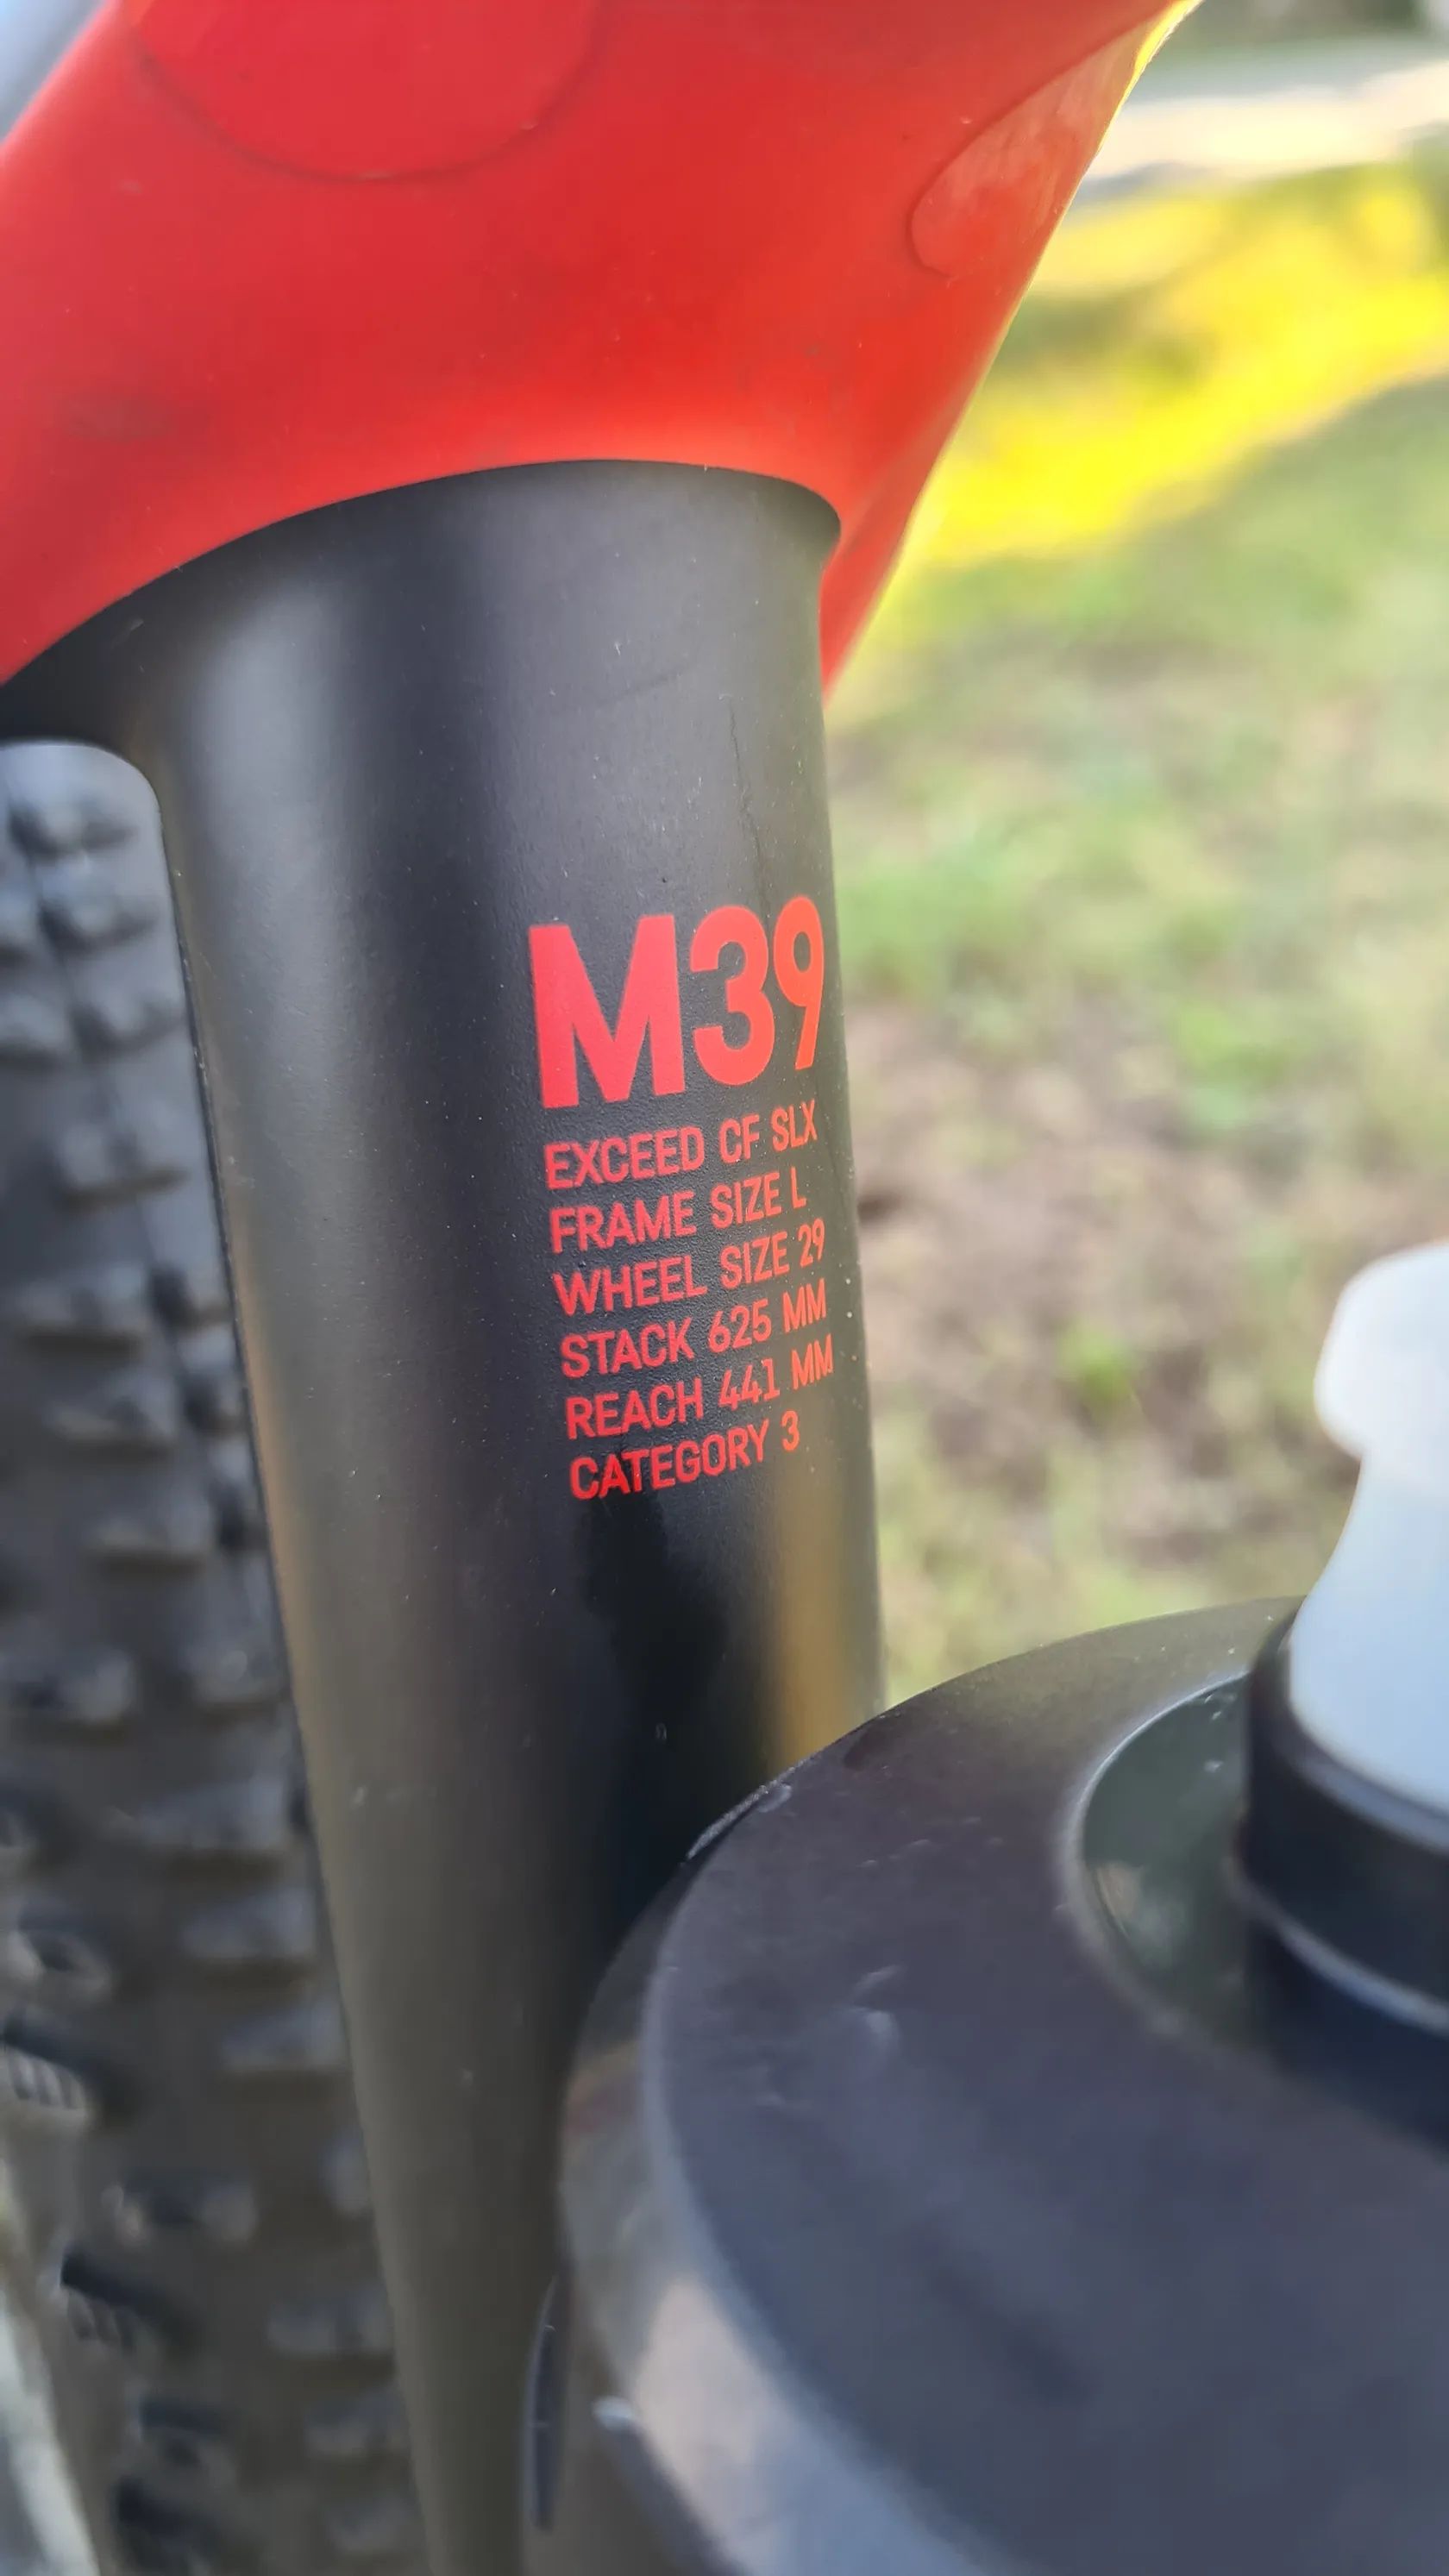 M39
EXCEED CF SLX
FRAME SIZE L
WHEEL SIZE 29
STACK 625 MM
REACH 441 MM
CATEGORY 3